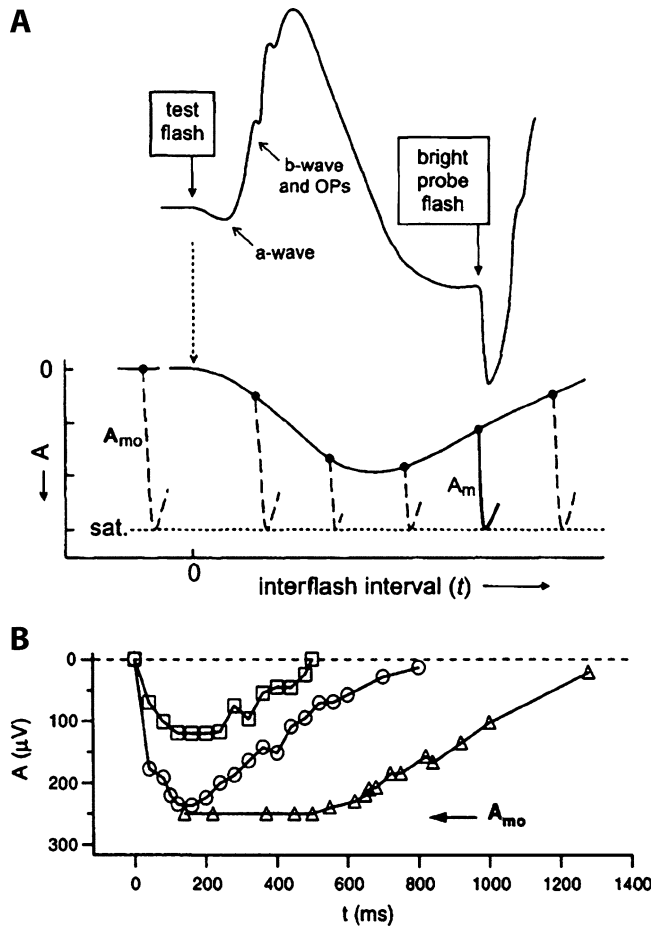 A
test
flash
b-wave
and OPs
a-wave
bright
probe
flash
0
A
Amo
Am
sat.
0
interflash interval (t)
B
0
100
200
300
A (μV)
Amo
0 200 400 600 800 1000 1200 1400
t (ms)